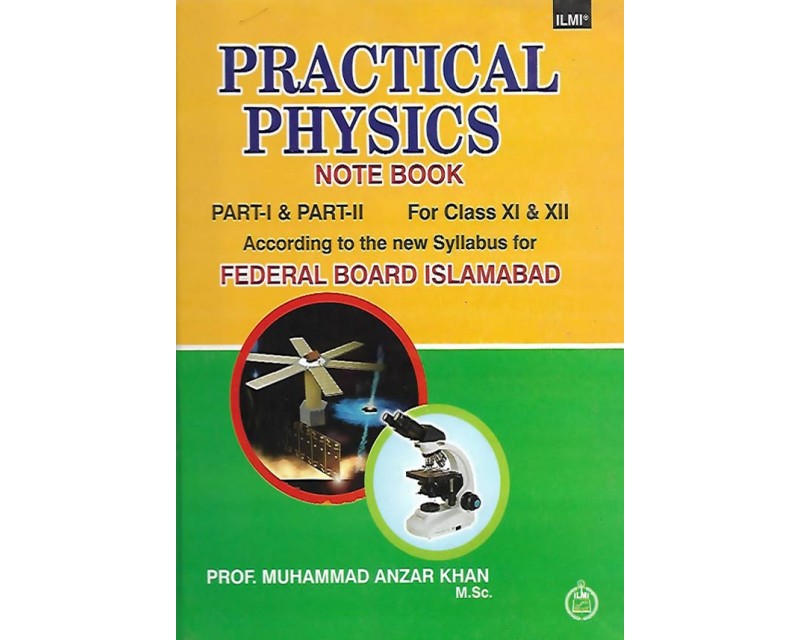 ILMI®
PRACTICAL
PHYSICS
NOTE BOOK
PART-I & PART-II For Class XI & XII
According to the new Syllabus for
FEDERAL BOARD ISLAMABAD
PROF. MUHAMMAD ANZAR KHAN
M.Sc.
ILMI